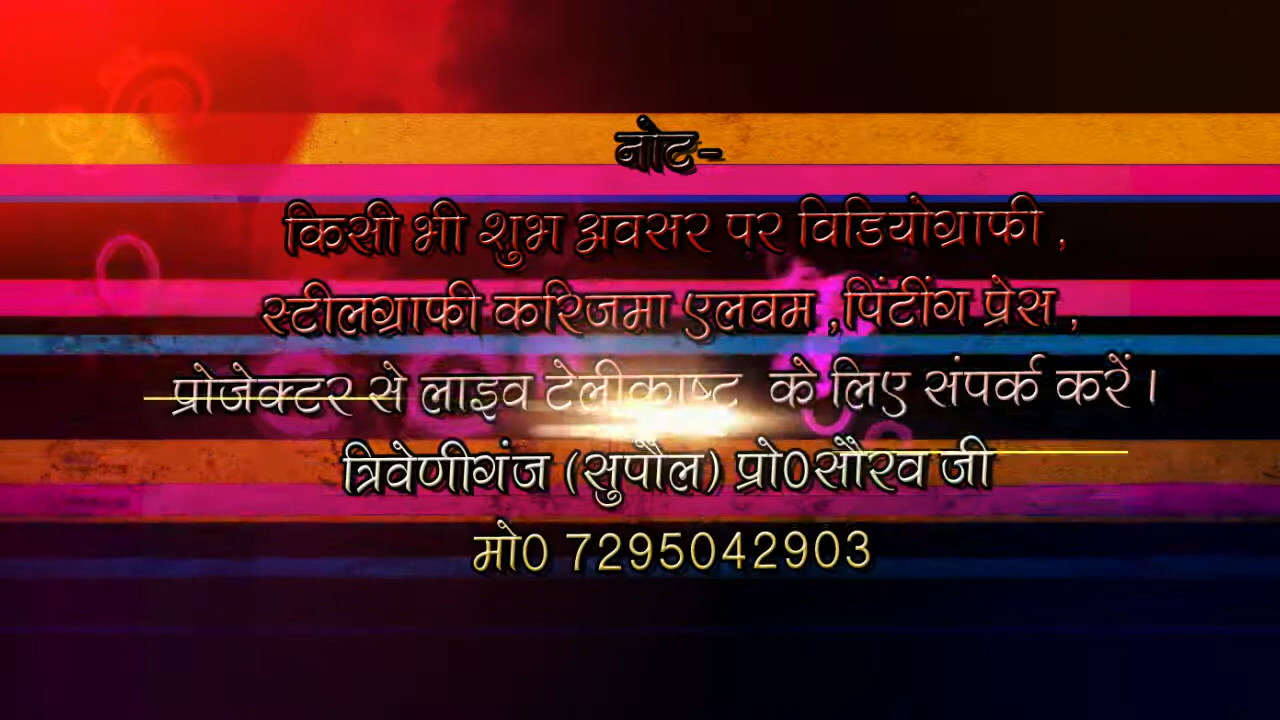 नोट-
किसी भी शुभ अवसर पर विडियोग्राफी ,
स्टीलग्राफी करिजमा एलवम ,पिंटींग प्रेस ,
प्रोजेक्टर से लाइव टेलीकाष्ट के लिए संपर्क करें ।
त्रिवेणीगंज (सुपौल) प्रो0सौरव जी
मो0 7295042903